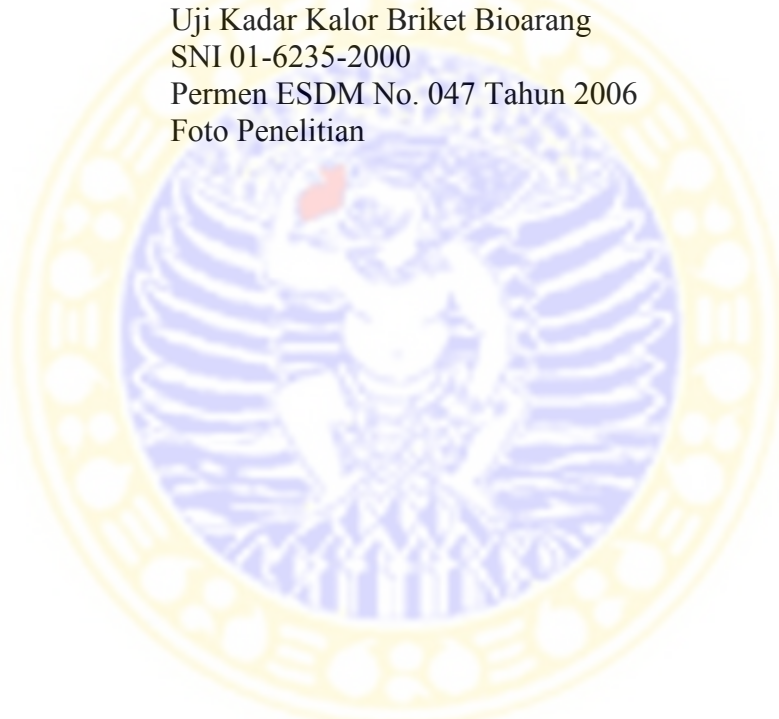 Uji Kadar Kalor Briket Bioarang
SNI 01-6235-2000
Permen ESDM No. 047 Tahun 2006
Foto Penelitian